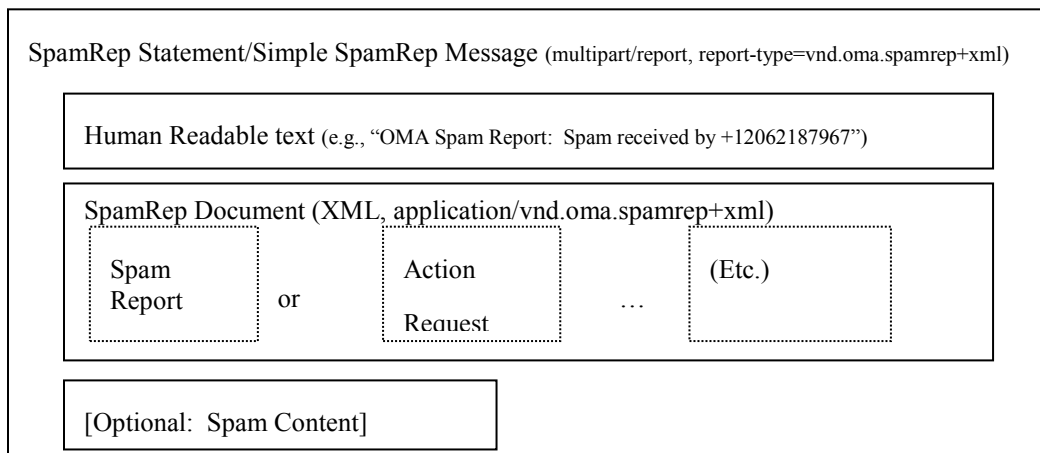 SpamRep Statement/Simple SpamRep Message (multipart/report, report-type=vnd.oma.spamrep+xml)
Human Readable text (e.g., “OMA Spam Report:  Spam received by +12062187967”)
SpamRep Document (XML, application/vnd.oma.spamrep+xml)
Spam
Report
or
Action
Request
…
(Etc.)
[Optional:  Spam Content]